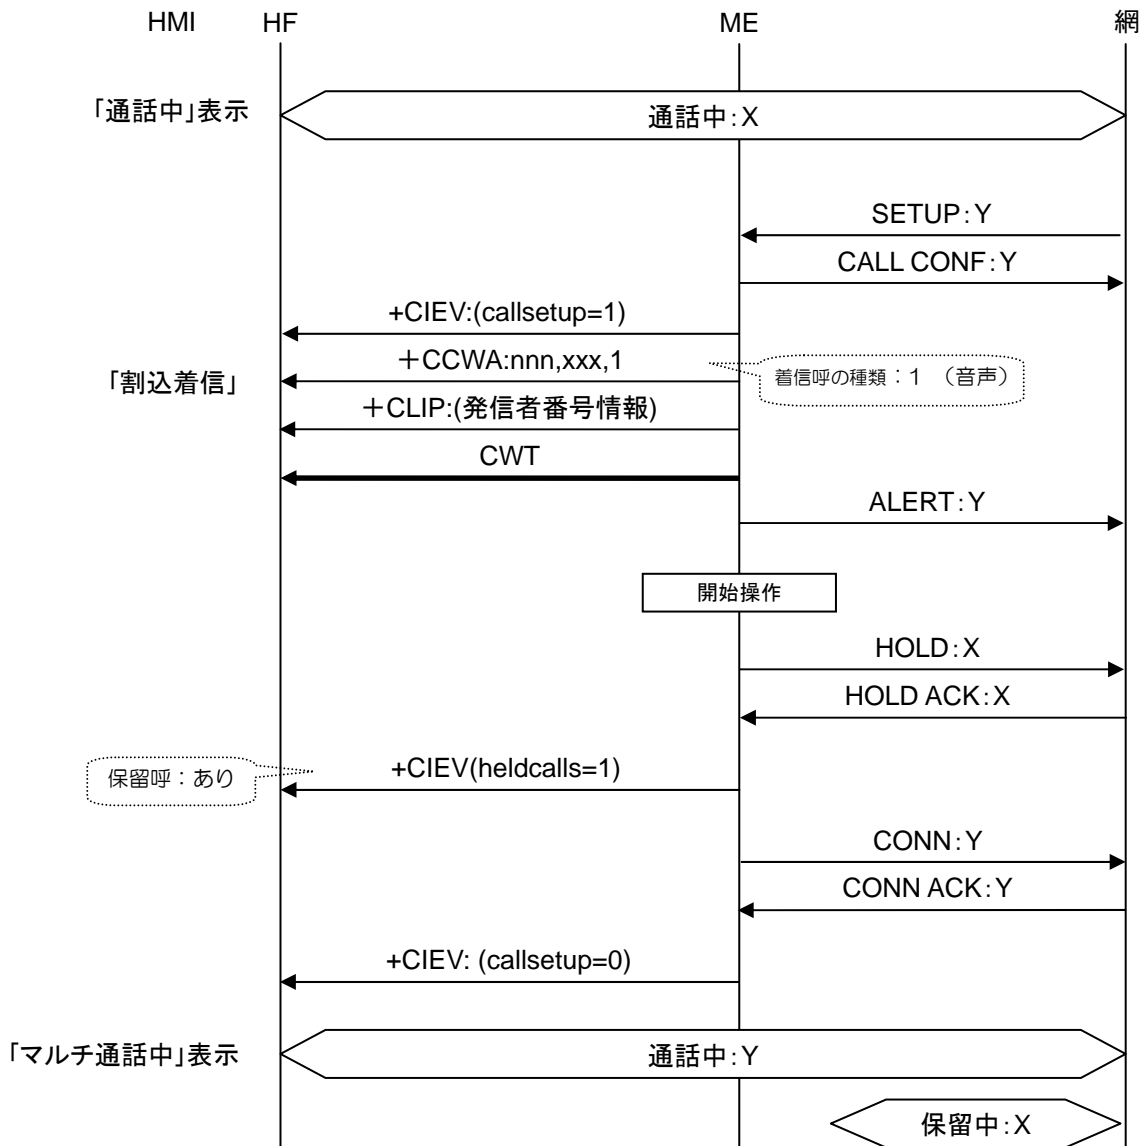 HMI HF ME 網
「通話中」表示
通話中:X
SETUP:Y
CALL CONF:Y
+CIEV:(callsetup=1)
+CCWA:nnn,xxx,1
着信呼の種類:1 (音声)
「割込着信」
+CLIP:(発信者番号情報)
CWT
ALERT:Y
開始操作
HOLD:X
HOLD ACK:X
保留呼:あり
+CIEV(heldcalls=1)
CONN:Y
CONN ACK:Y
+CIEV: (callsetup=0)
「マルチ通話中」表示
通話中:Y
保留中:X